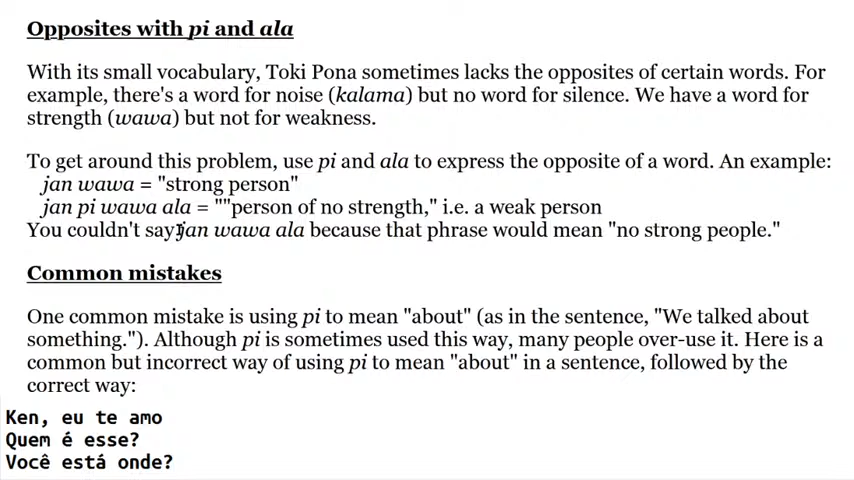 Opposites with pi and ala
With its small vocabulary, Toki Pona sometimes lacks the opposites of certain words. For
example, there's a word for noise (kalama) but no word for silence. We have a word for
strength (wawa) but not for weakness.
To get around this problem, use pi and ala to express the opposite of a word. An example:
jan wawa = "strong person"
jan pi wawa ala = ""person of no strength," i.e. a weak person
You couldn't say jan wawa ala because that phrase would mean "no strong people."
Common mistakes
One common mistake is using pi to mean "about" (as in the sentence, "We talked about
something."). Although pi is sometimes used this way, many people over-use it. Here is a
common but incorrect way of using pi to mean "about" in a sentence, followed by the
correct way:
Ken, eu te amo
Quem é esse?
Você está onde?